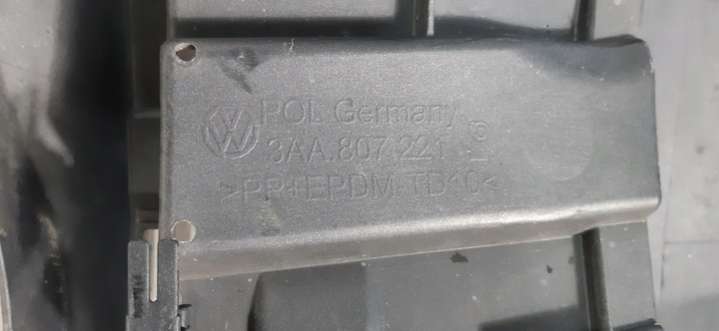 POL Germany
3AA.807.221
>PP+EPDM-TD10<